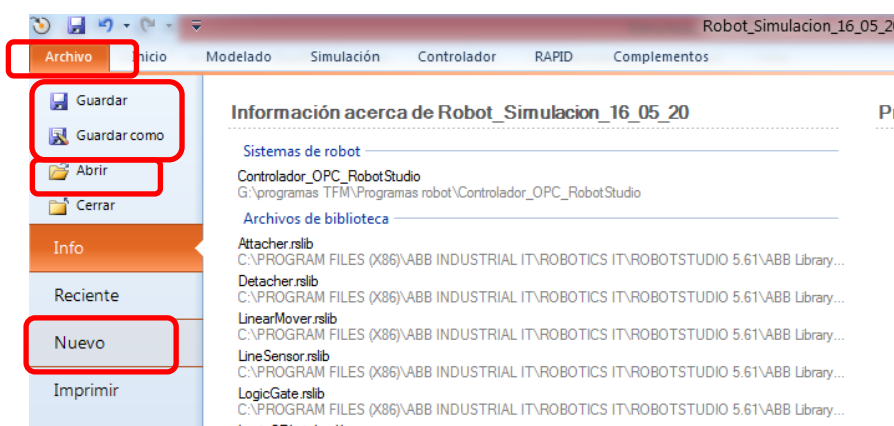 Robot_Simulacion_16_05_2
Archivo Inicio Modelado Simulación Controlador RAPID Complementos
Guardar
Guardar como
Abrir
Cerrar
Info
Reciente
Nuevo
Imprimir
Información acerca de Robot_Simulacion_16_05_20
Sistemas de robot
Controlador_OPC_RobotStudio
G:\programas TFM\Programas robot\Controlador_OPC_RobotStudio
Archivos de biblioteca
Attacher.rslib
C:\PROGRAM FILES (X86)\ABB INDUSTRIAL IT\ROBOTICS IT\ROBOTSTUDIO 5.61\ABB Library...
Detacher.rslib
C:\PROGRAM FILES (X86)\ABB INDUSTRIAL IT\ROBOTICS IT\ROBOTSTUDIO 5.61\ABB Library...
LinearMover.rslib
C:\PROGRAM FILES (X86)\ABB INDUSTRIAL IT\ROBOTICS IT\ROBOTSTUDIO 5.61\ABB Library...
LineSensor.rslib
C:\PROGRAM FILES (X86)\ABB INDUSTRIAL IT\ROBOTICS IT\ROBOTSTUDIO 5.61\ABB Library...
LogicGate.rslib
C:\PROGRAM FILES (X86)\ABB INDUSTRIAL IT\ROBOTICS IT\ROBOTSTUDIO 5.61\ABB Library...